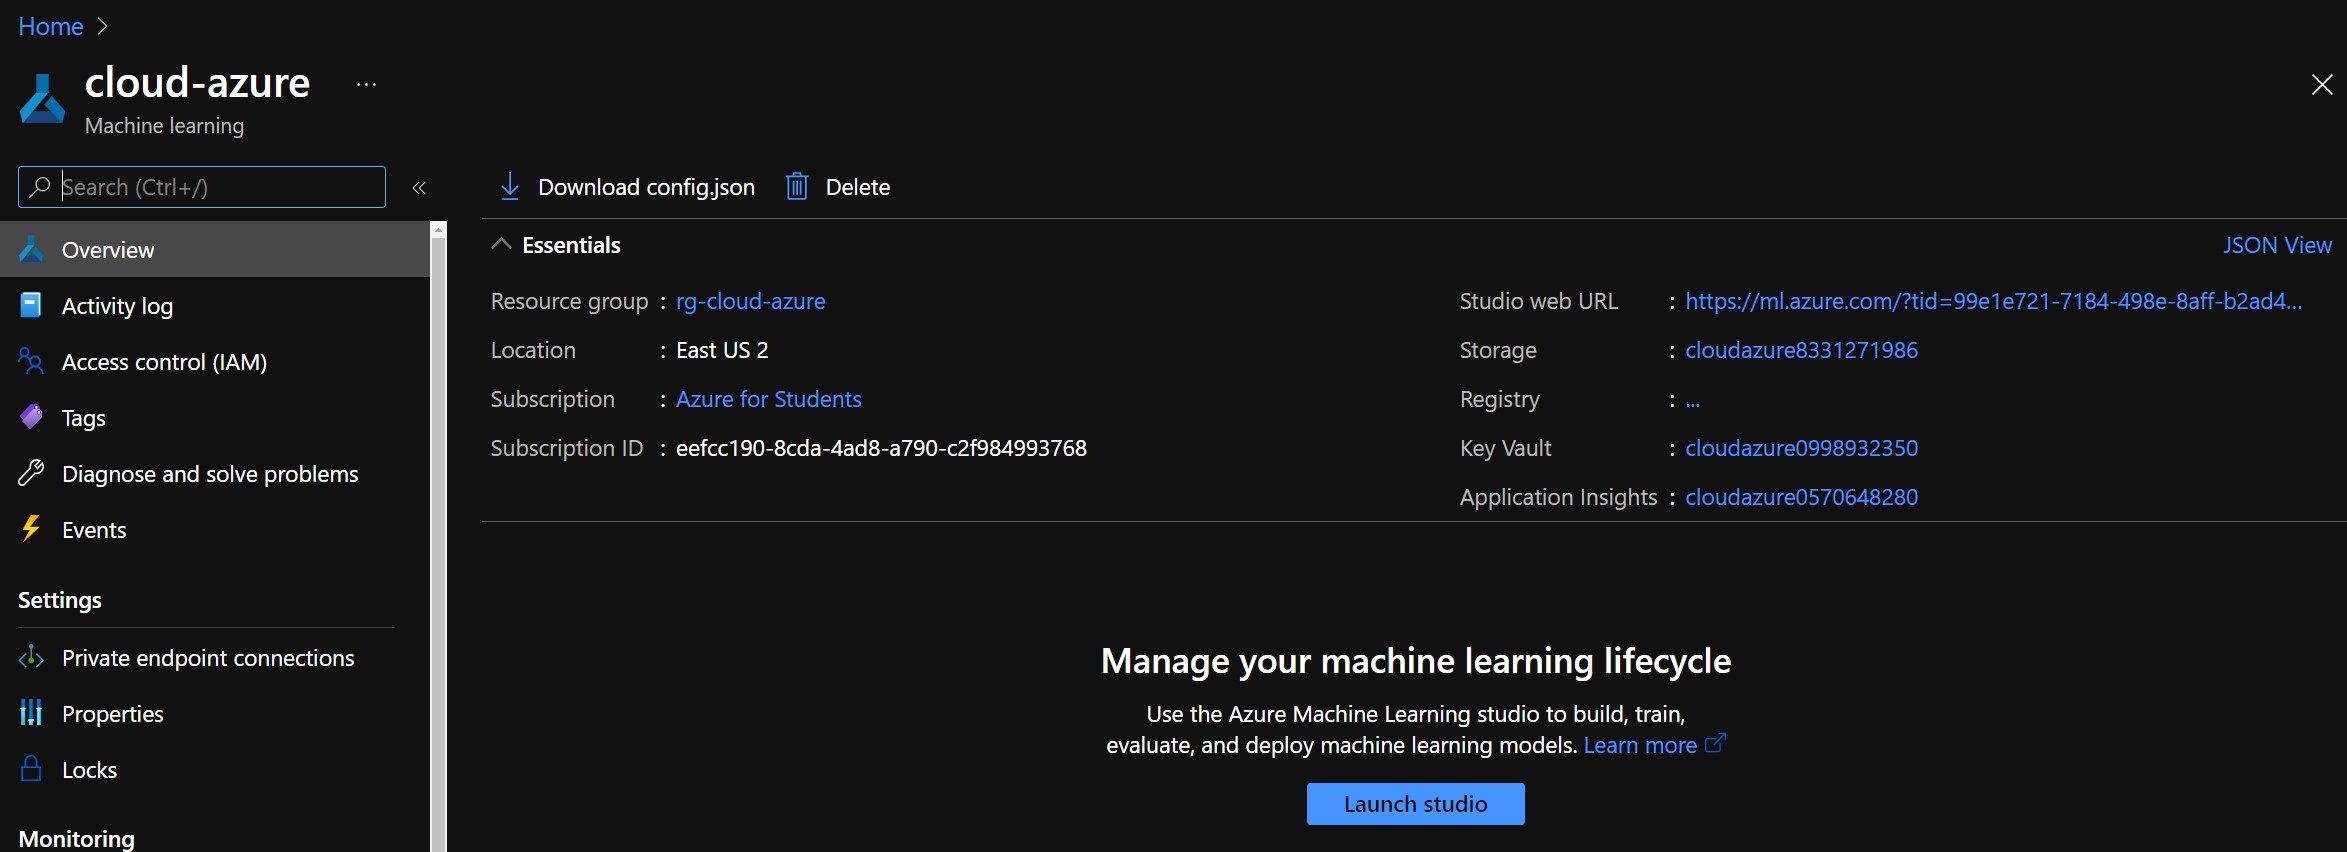 Home >
cloud-azure ...
Machine learning
Search (Ctrl+/) «
Overview
Activity log
Access control (IAM)
Tags
Diagnose and solve problems
Events
Settings
Private endpoint connections
Properties
Locks
Monitoring
Download config.json Delete
Essentials JSON View
Resource group : rg-cloud-azure
Location : East US 2
Subscription : Azure for Students
Subscription ID : eefcc190-8cda-4ad8-a790-c2f984993768
Studio web URL : https://ml.azure.com/?tid=99e1e721-7184-498e-8aff-b2ad4...
Storage : cloudazure8331271986
Registry : ...
Key Vault : cloudazure0998932350
Application Insights : cloudazure0570648280
Manage your machine learning lifecycle
Use the Azure Machine Learning studio to build, train,
evaluate, and deploy machine learning models. Learn more
Launch studio